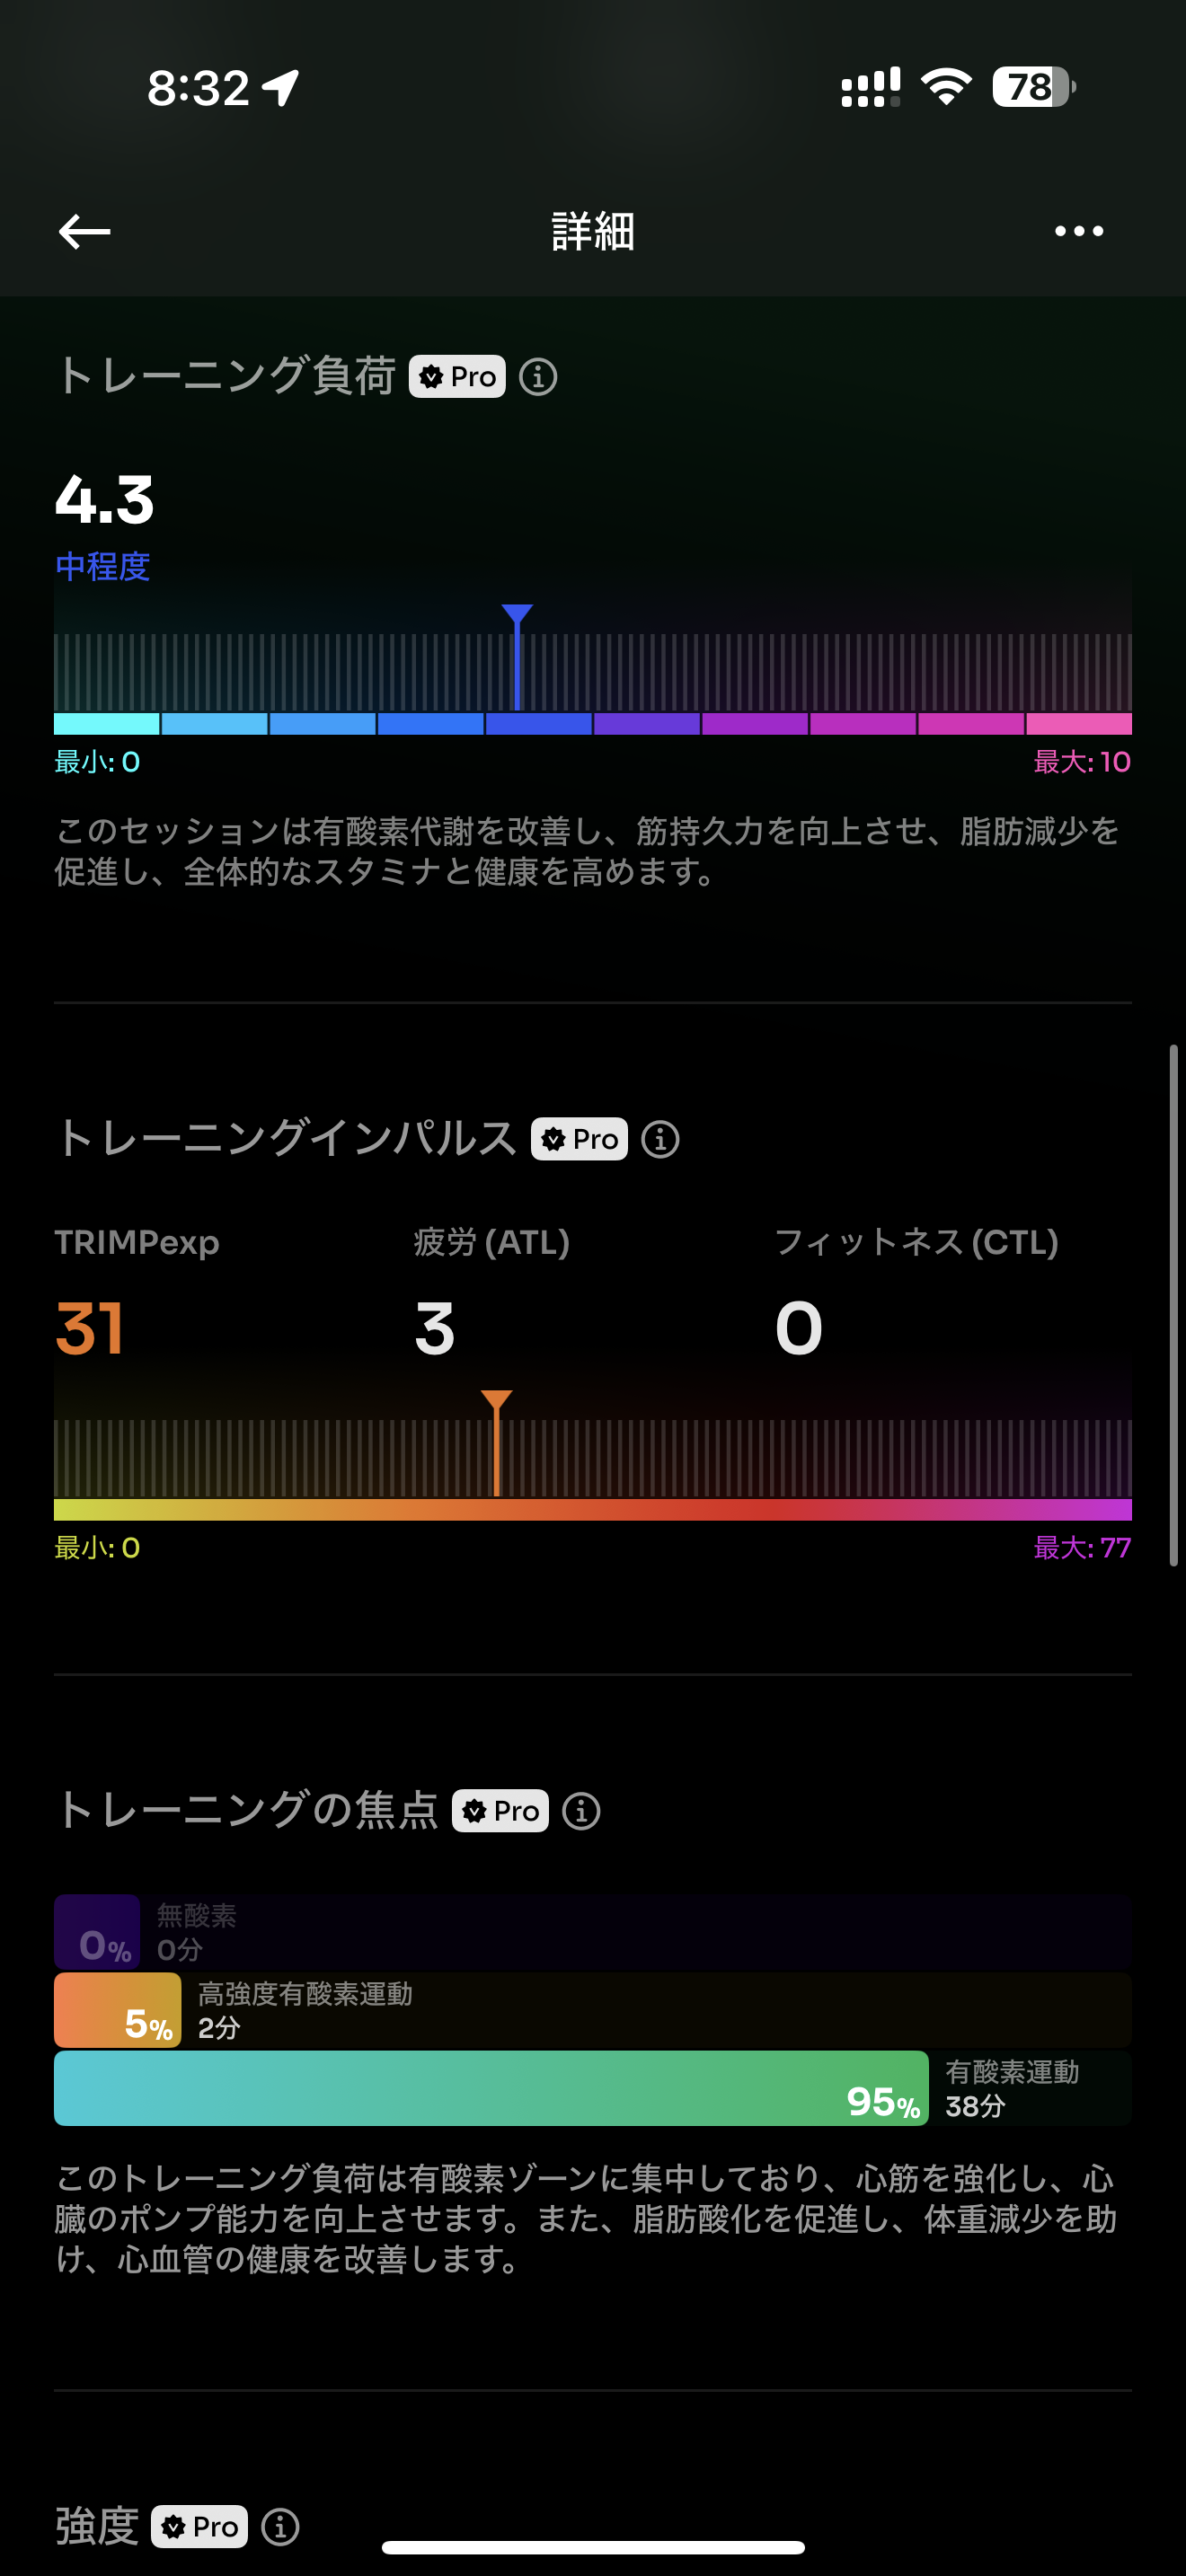 8:32
78
詳細
トレーニング負荷 Pro
4.3
中程度
最小: 0 最大: 10
このセッションは有酸素代謝を改善し、筋持久力を向上させ、脂肪減少を
促進し、全体的なスタミナと健康を高めます。
トレーニングインパルス Pro
TRIMPexp 疲労 (ATL) フィットネス (CTL)
31 3 0
最小: 0 最大: 77
トレーニングの焦点 Pro
0% 無酸素
0分
高強度有酸素運動
5% 2分
有酸素運動
95% 38分
このトレーニング負荷は有酸素ゾーンに集中しており、心筋を強化し、心
臓のポンプ能力を向上させます。また、脂肪酸化を促進し、体重減少を助
け、心血管の健康を改善します。
強度 Pro